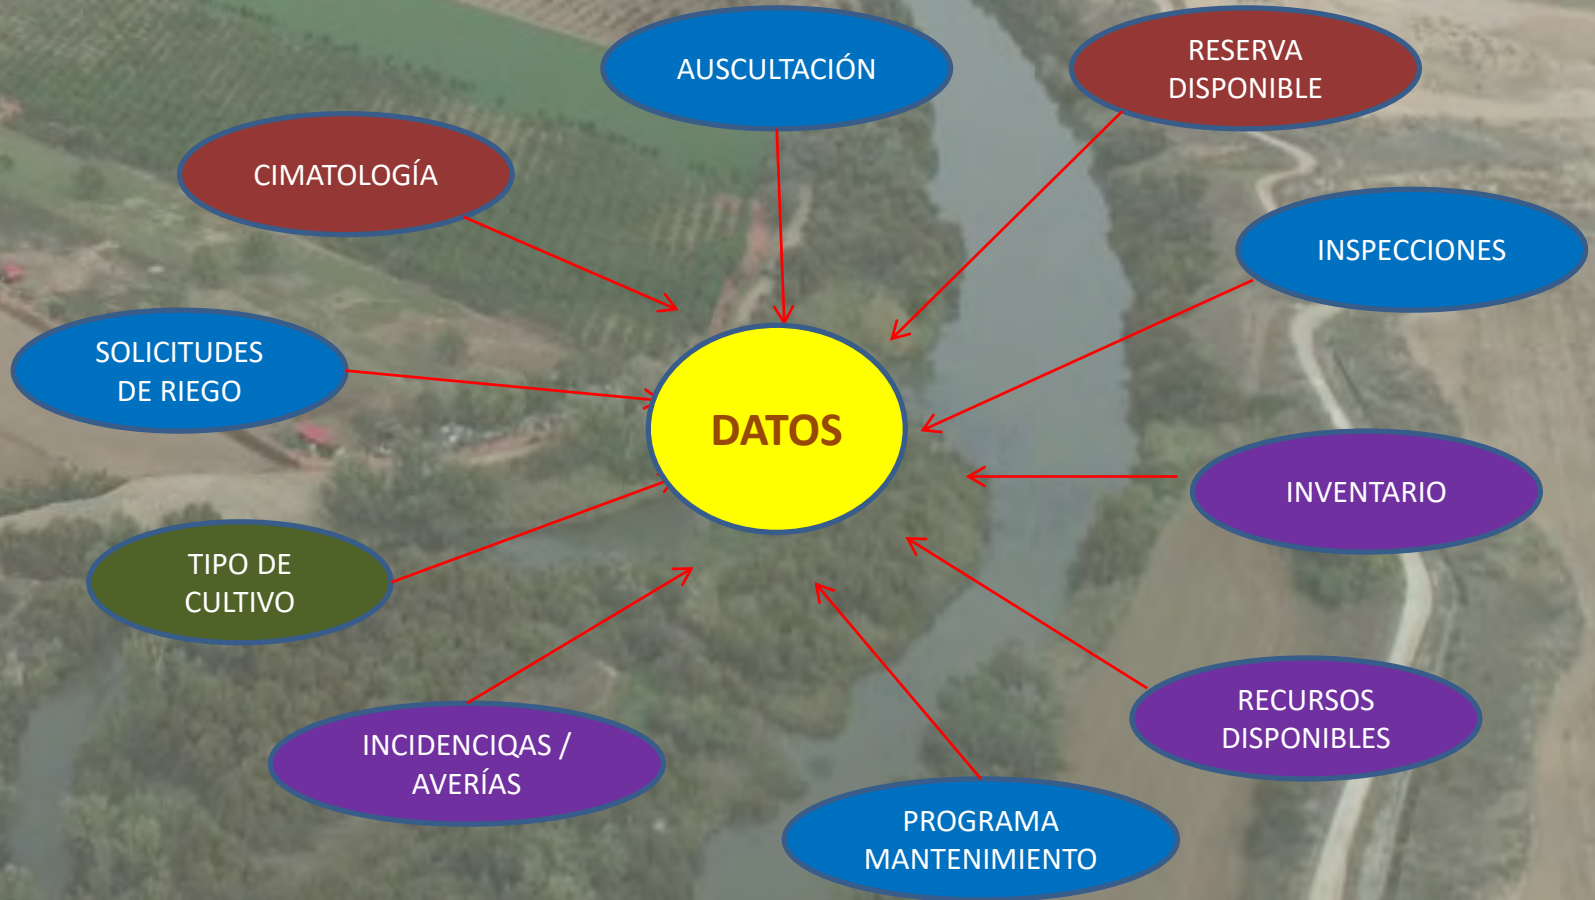 AUSCULTACIÓN
RESERVA
DISPONIBLE
CIMATOLOGÍA
INSPECCIONES
SOLICITUDES
DE RIEGO
DATOS
INVENTARIO
TIPO DE
CULTIVO
RECURSOS
DISPONIBLES
INCIDENCIQAS /
AVERÍAS
PROGRAMA
MANTENIMIENTO